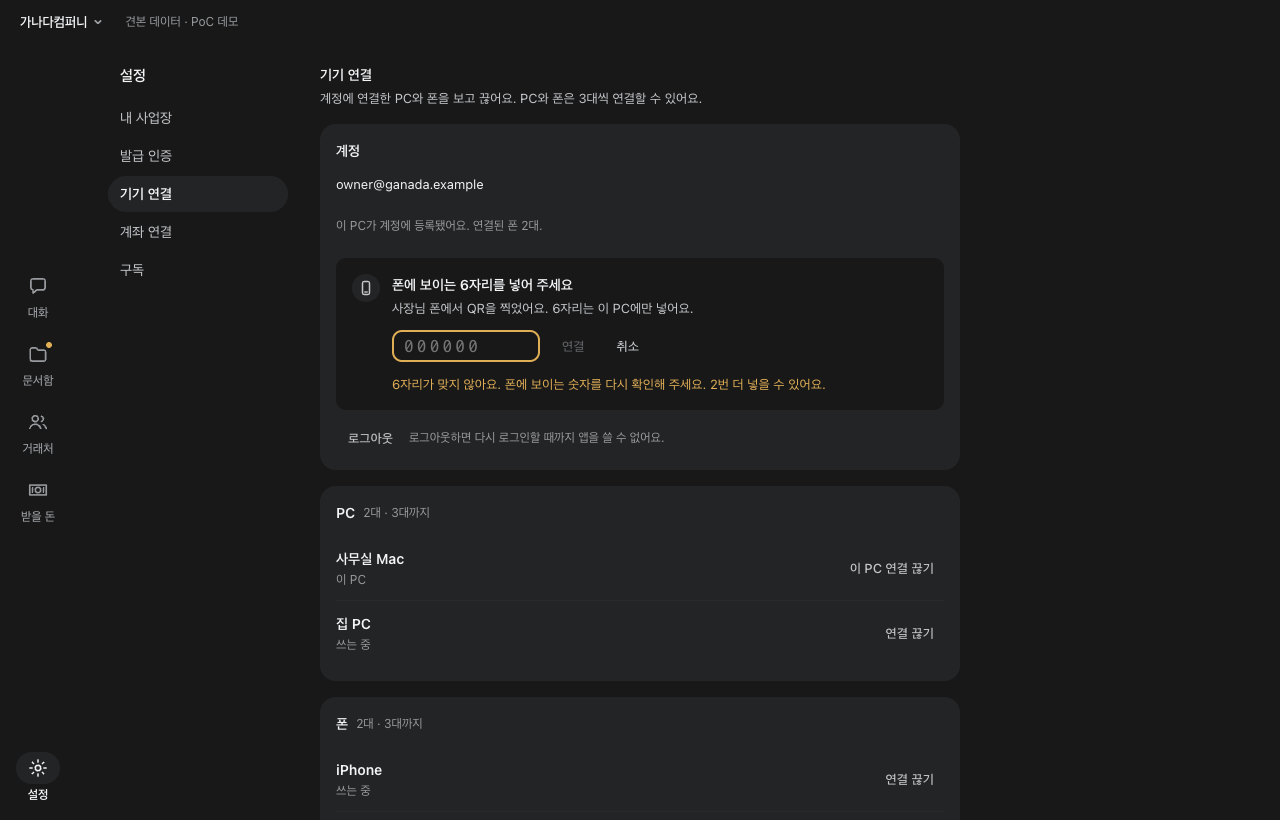 가나다컴퍼니
견본 데이터 · PoC 데모
대화
문서함
거래처
받을 돈
설정
설정
내 사업장
발급 인증
기기 연결
계좌 연결
구독
기기 연결
계정에 연결한 PC와 폰을 보고 끊어요. PC와 폰은 3대씩 연결할 수 있어요.
계정
owner@ganada.example
이 PC가 계정에 등록됐어요. 연결된 폰 2대.
폰에 보이는 6자리를 넣어 주세요
사장님 폰에서 QR을 찍었어요. 6자리는 이 PC에만 넣어요.
000000
연결
취소
6자리가 맞지 않아요. 폰에 보이는 숫자를 다시 확인해 주세요. 2번 더 넣을 수 있어요.
로그아웃
로그아웃하면 다시 로그인할 때까지 앱을 쓸 수 없어요.
PC 2대 · 3대까지
사무실 Mac
이 PC
이 PC 연결 끊기
집 PC
쓰는 중
연결 끊기
폰 2대 · 3대까지
iPhone
쓰는 중
연결 끊기